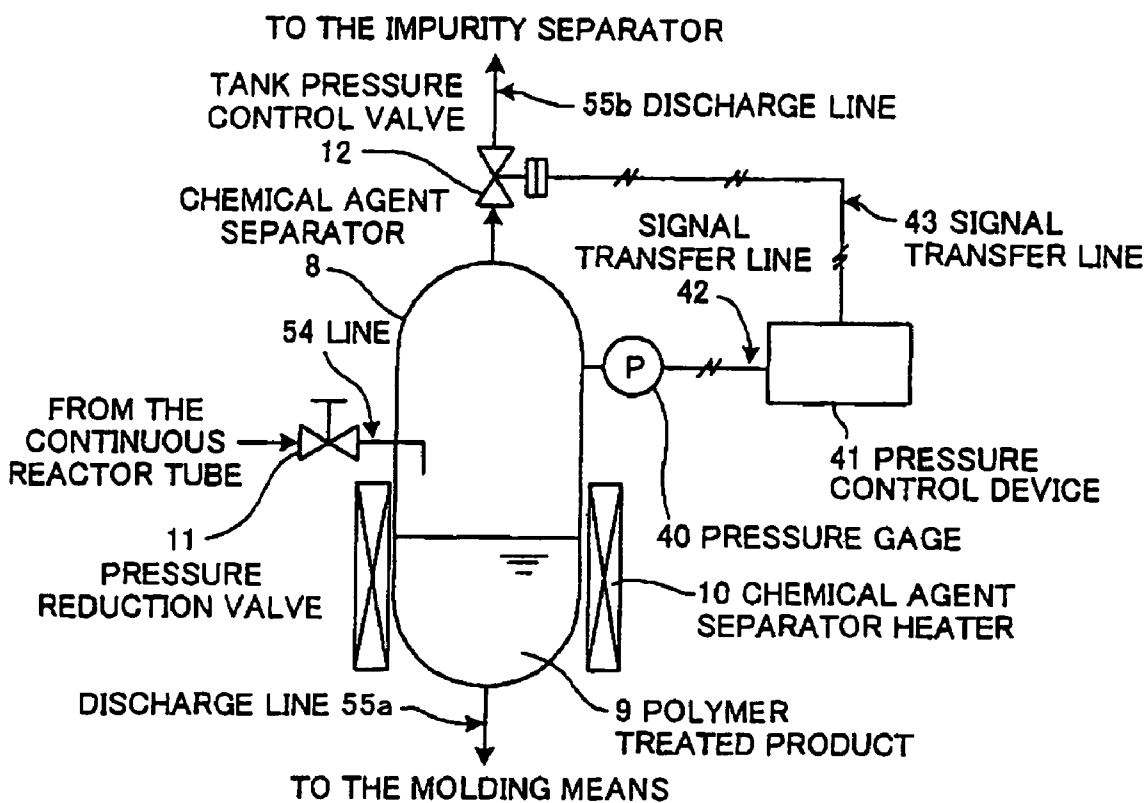 TO THE IMPURITY SEPARATOR
TANK PRESSURE
CONTROL VALVE
12
55b DISCHARGE LINE
CHEMICAL AGENT
SEPARATOR
8
SIGNAL
TRANSFER LINE
42
43 SIGNAL
TRANSFER LINE
54 LINE
P
FROM THE
CONTINUOUS
REACTOR TUBE
41 PRESSURE
CONTROL DEVICE
11
PRESSURE
REDUCTION VALVE
40 PRESSURE GAGE
10 CHEMICAL AGENT
SEPARATOR HEATER
DISCHARGE LINE 55a
9 POLYMER
TREATED PRODUCT
TO THE MOLDING MEANS